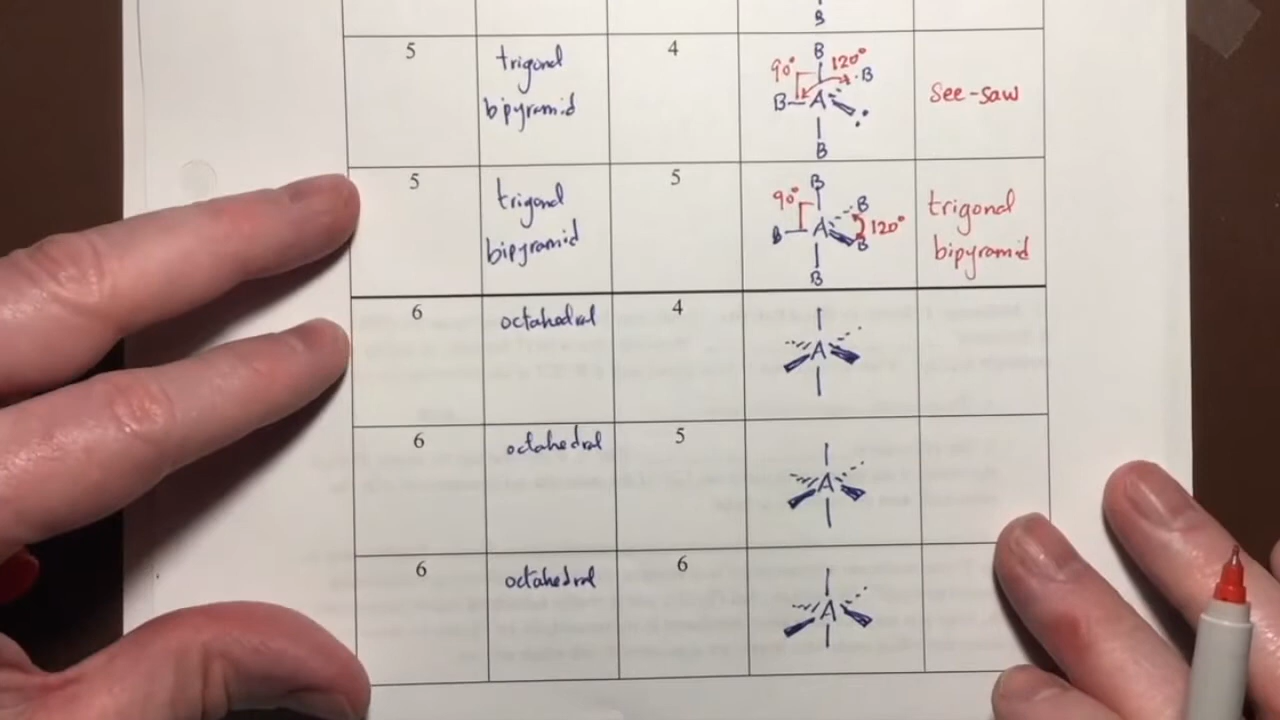 B
5 trigonal bipyramid 4 B 90° 120° B B—A : B See-saw
5 trigonal bipyramid 5 B 90° B B A 120° B B trigonal bipyramid
6 octahedral 4 A
6 octahedral 5 A
6 octahedral 6 A